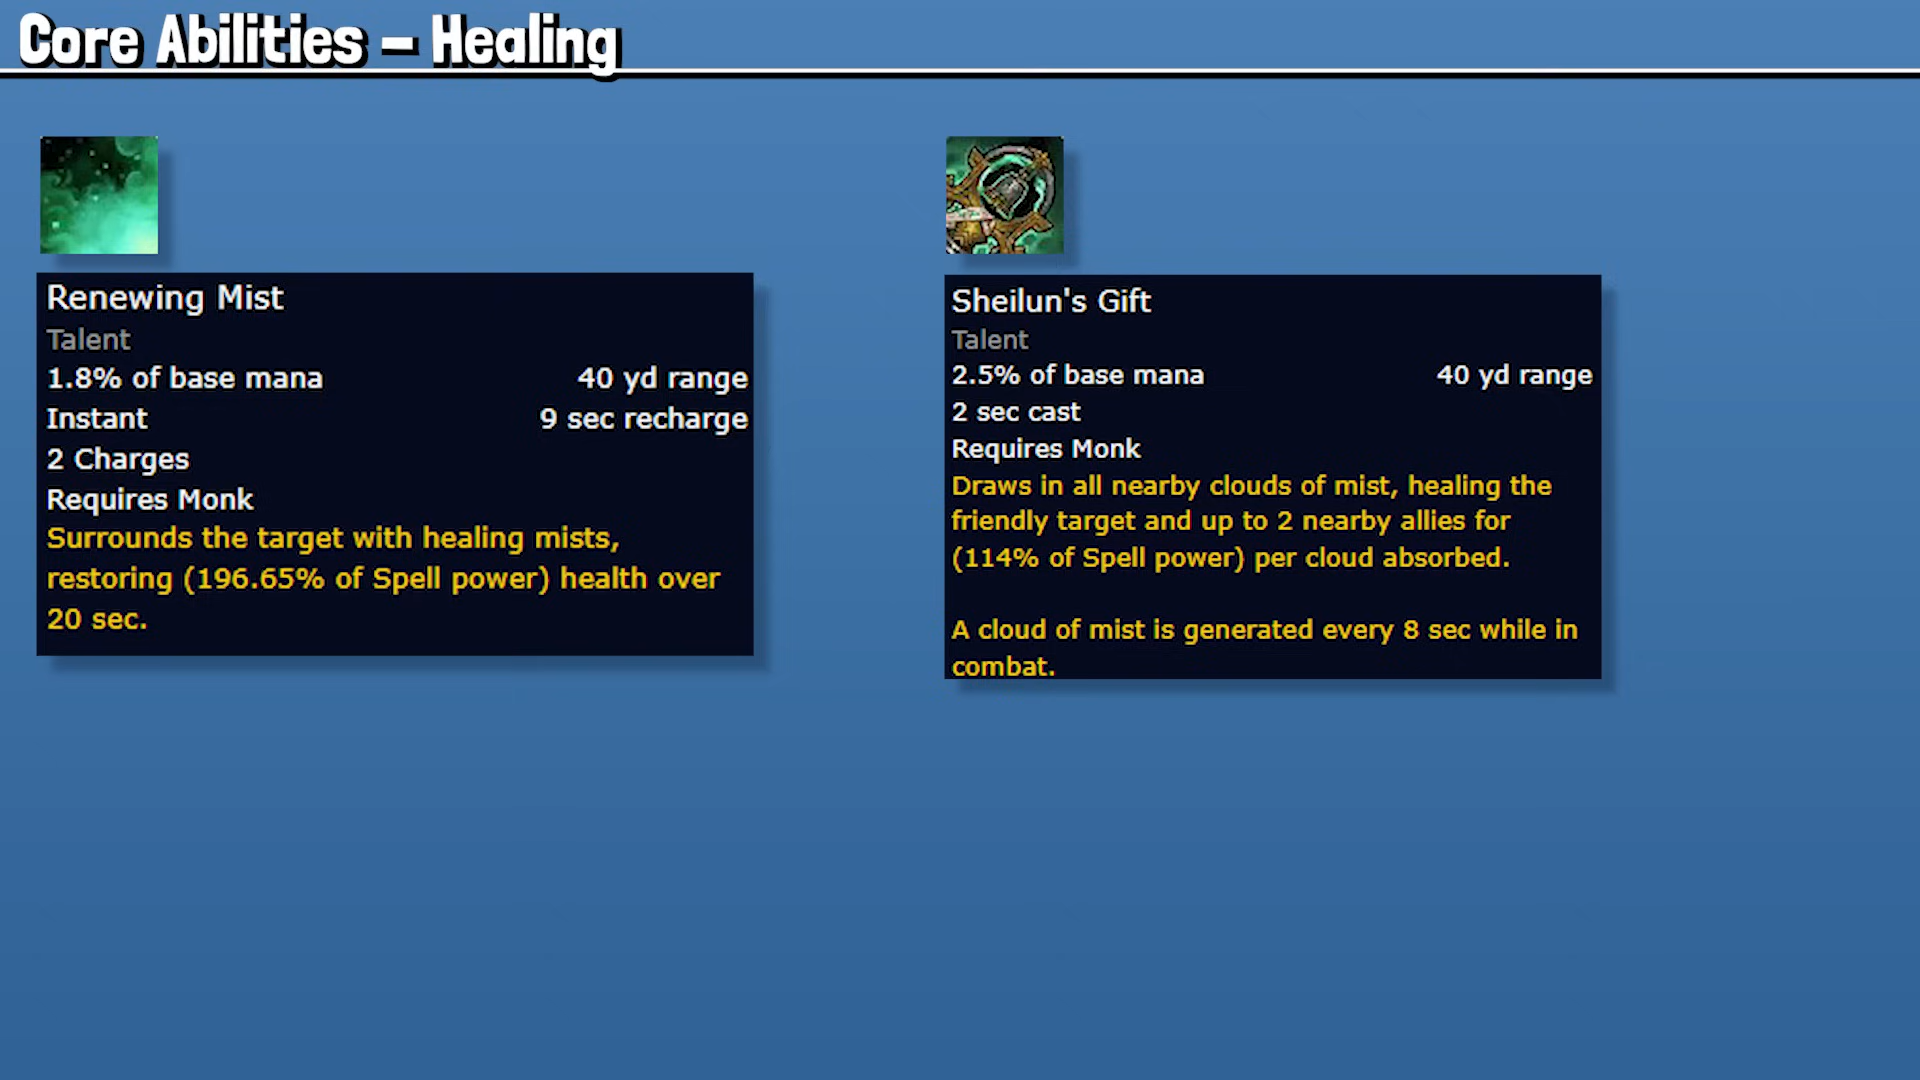 Core Abilities – Healing
Renewing Mist
Talent
1.8% of base mana 40 yd range
Instant 9 sec recharge
2 Charges
Requires Monk
Surrounds the target with healing mists,
restoring (196.65% of Spell power) health over
20 sec.
Sheilun's Gift
Talent
2.5% of base mana 40 yd range
2 sec cast
Requires Monk
Draws in all nearby clouds of mist, healing the
friendly target and up to 2 nearby allies for
(114% of Spell power) per cloud absorbed.
A cloud of mist is generated every 8 sec while in
combat.